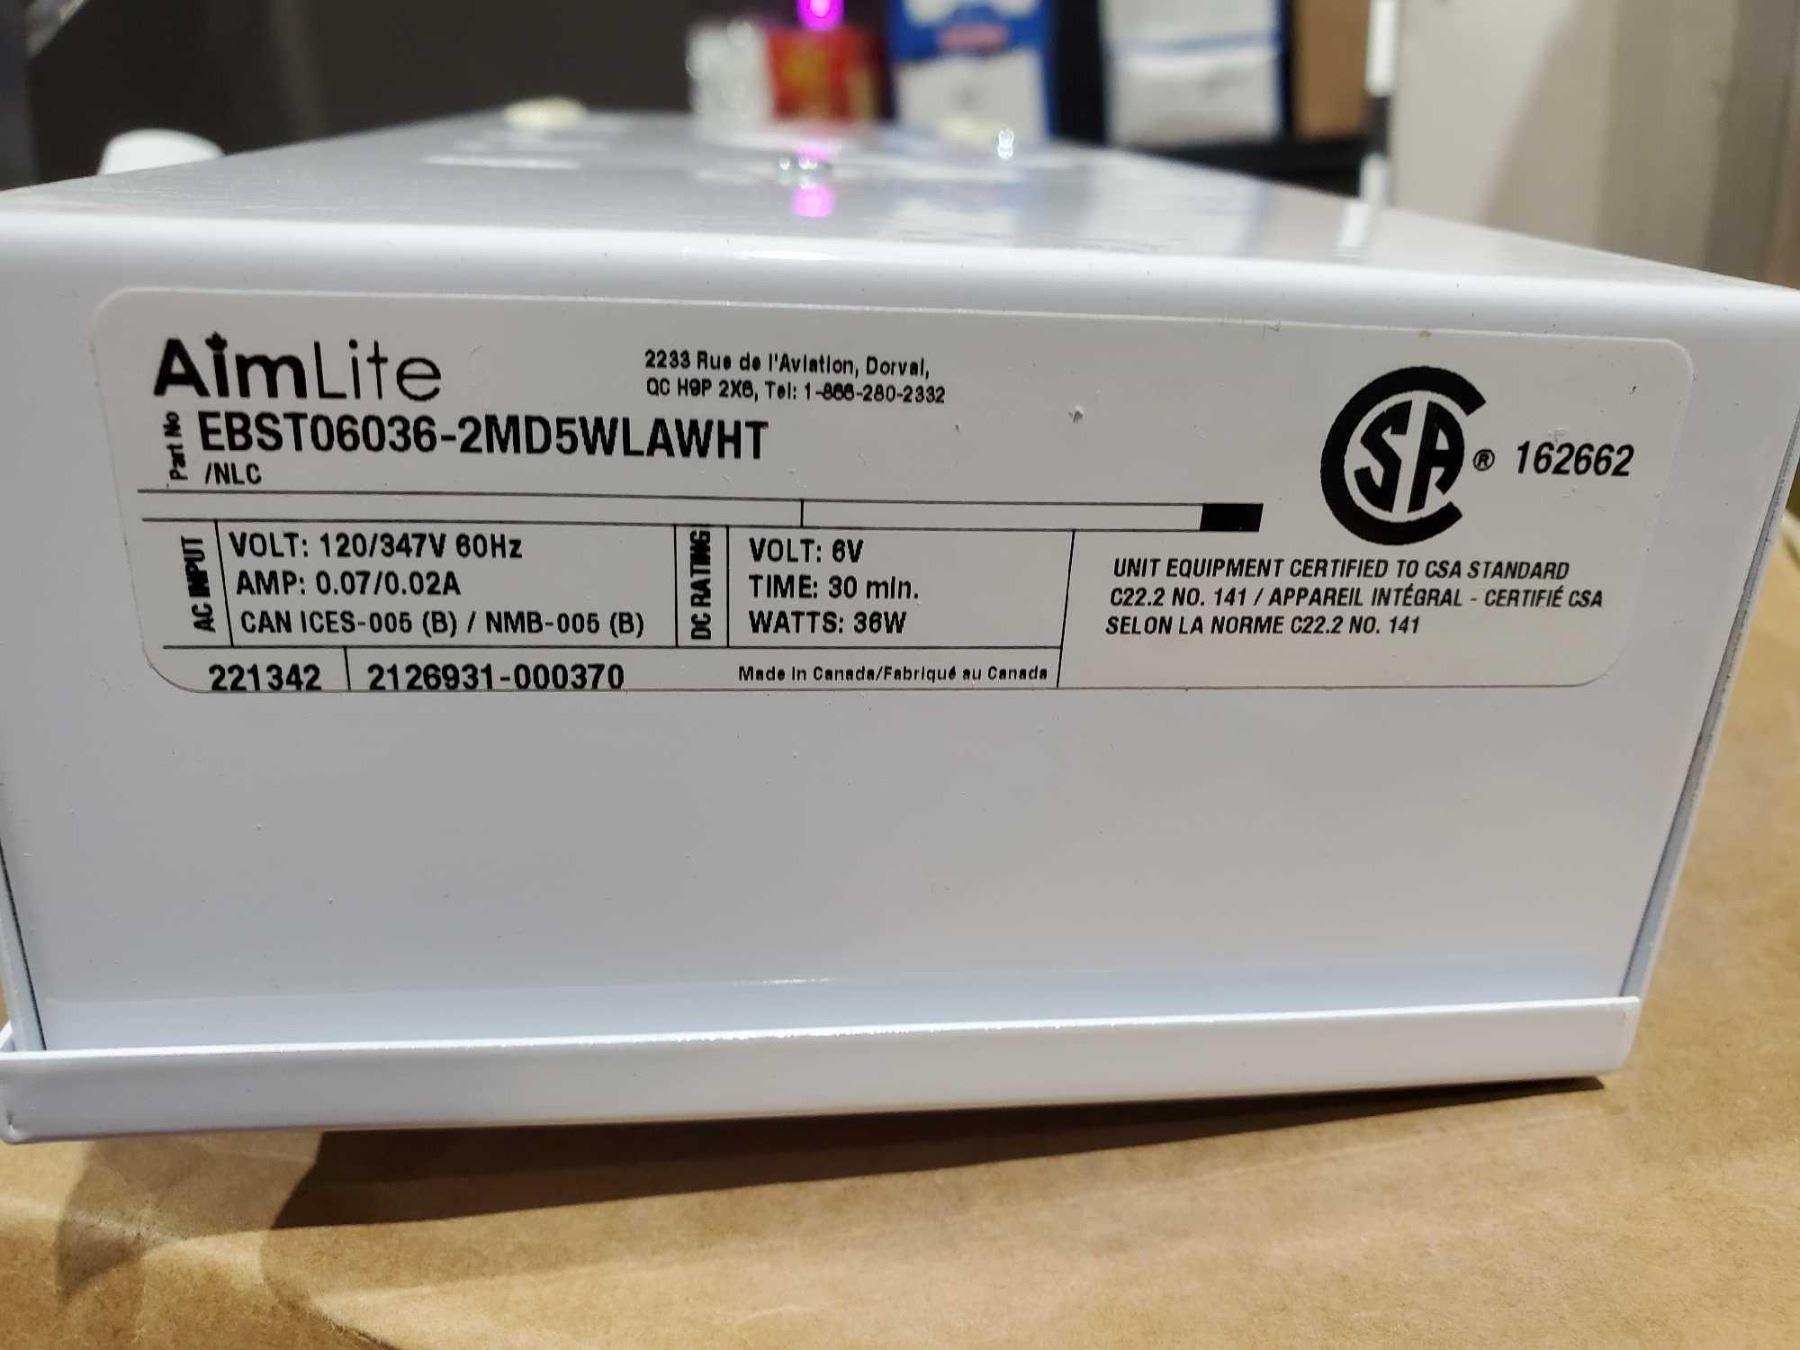 AimLite
2233 Rue de l'Aviation, Dorval,
QC H9P 2X6, Tel: 1-866-280-2332
Part No
EBST06036-2MD5WLAWHT
/NLC
CSA ® 162662
AC INPUT
VOLT: 120/347V 60Hz
AMP: 0.07/0.02A
CAN ICES-005 (B) / NMB-005 (B)
DC RATING
VOLT: 6V
TIME: 30 min.
WATTS: 36W
UNIT EQUIPMENT CERTIFIED TO CSA STANDARD
C22.2 NO. 141 / APPAREIL INTÉGRAL - CERTIFIÉ CSA
SELON LA NORME C22.2 NO. 141
221342
2126931-000370
Made in Canada/Fabriqué au Canada